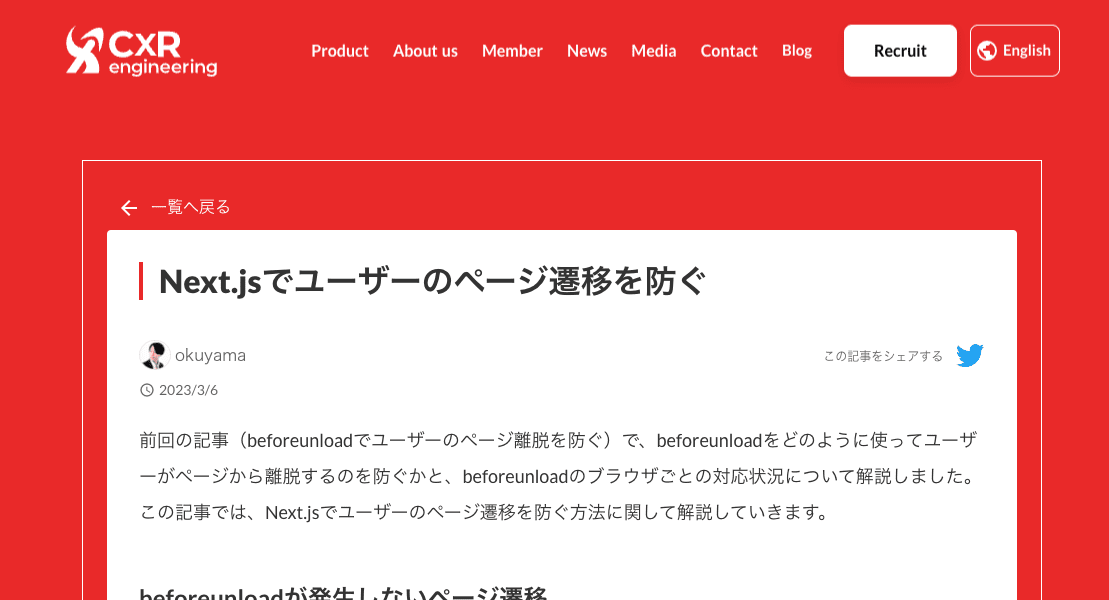 CXR
engineering
Product About us Member News Media Contact Blog Recruit English
一覧へ戻る
Next.jsでユーザーのページ遷移を防ぐ
okuyama
この記事をシェアする
2023/3/6
前回の記事（beforeunloadでユーザーのページ離脱を防ぐ）で、beforeunloadをどのように使ってユーザ
ーがページから離脱するのを防ぐかと、beforeunloadのブラウザごとの対応状況について解説しました。
この記事では、Next.jsでユーザーのページ遷移を防ぐ方法に関して解説していきます。
beforeunloadが発生しないページ遷移